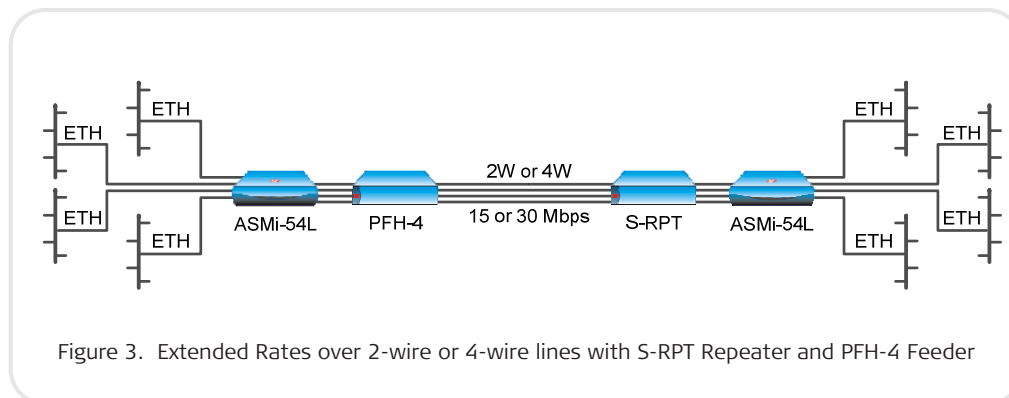 ETH
ETH
ETH
ETH
2W or 4W
15 or 30 Mbps
ASMi-54L
PFH-4
S-RPT
ASMi-54L
ETH
ETH
ETH
ETH
Figure 3. Extended Rates over 2-wire or 4-wire lines with S-RPT Repeater and PFH-4 Feeder